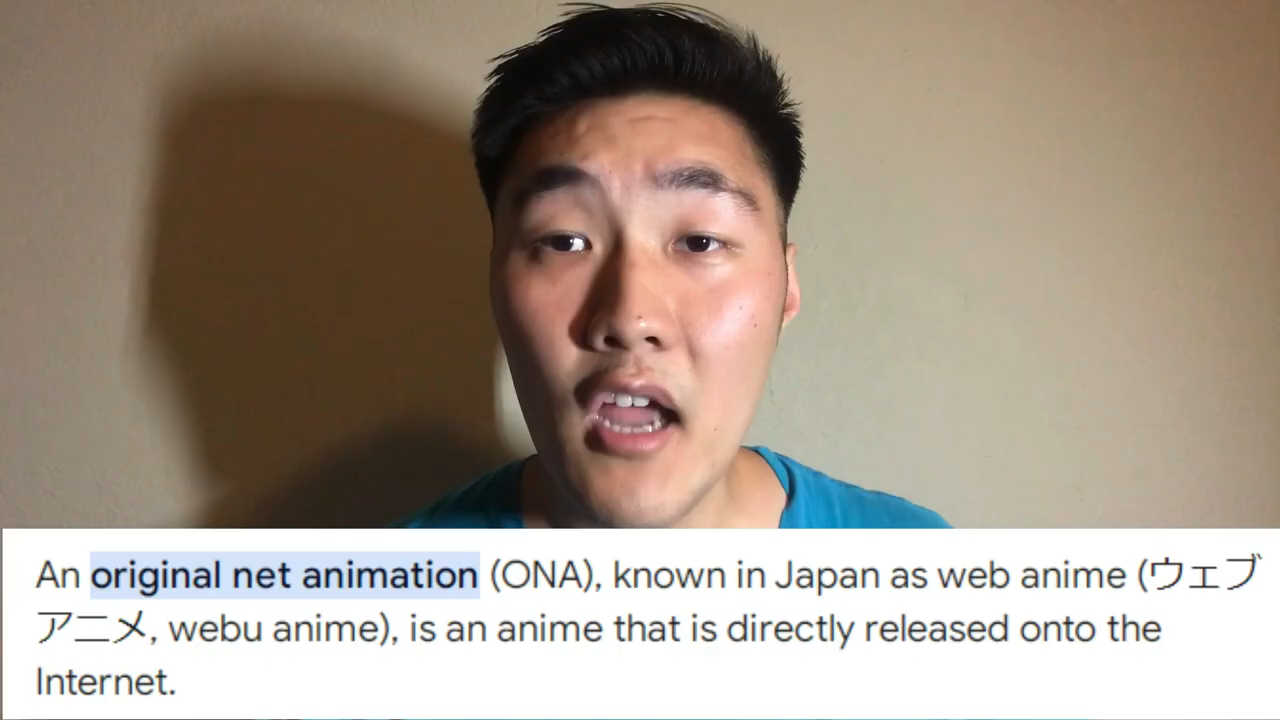 An original net animation (ONA), known in Japan as web anime (ウェブ
アニメ, webu anime), is an anime that is directly released onto the
Internet.